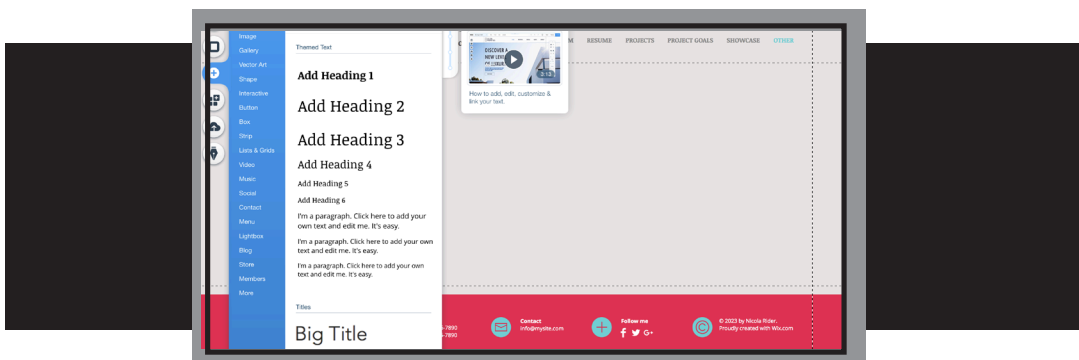 Image
Gallery
Vector Art
Shape
Interactive
Button
Box
Strip
Lists & Grids
Video
Music
Social
Contact
Menu
Lightbox
Blog
Store
Members
More
Themed Text
Add Heading 1
Add Heading 2
Add Heading 3
Add Heading 4
Add Heading 5
Add Heading 6
I'm a paragraph. Click here to add your
own text and edit me. It's easy.
I'm a paragraph. Click here to add your own
text and edit me. It's easy.
I'm a paragraph. Click here to add your own
text and edit me. It's easy.
Titles
Big Title
DISCOVER A
NEW LEVEL
3:12
How to add, edit, customize &
link your text.
RESUME PROJECTS PROJECT GOALS SHOWCASE OTHER
-7890
-7890
Contact
info@mysite.com
Follow me
G+
© 2023 by Nicola Rider.
Proudly created with Wix.com